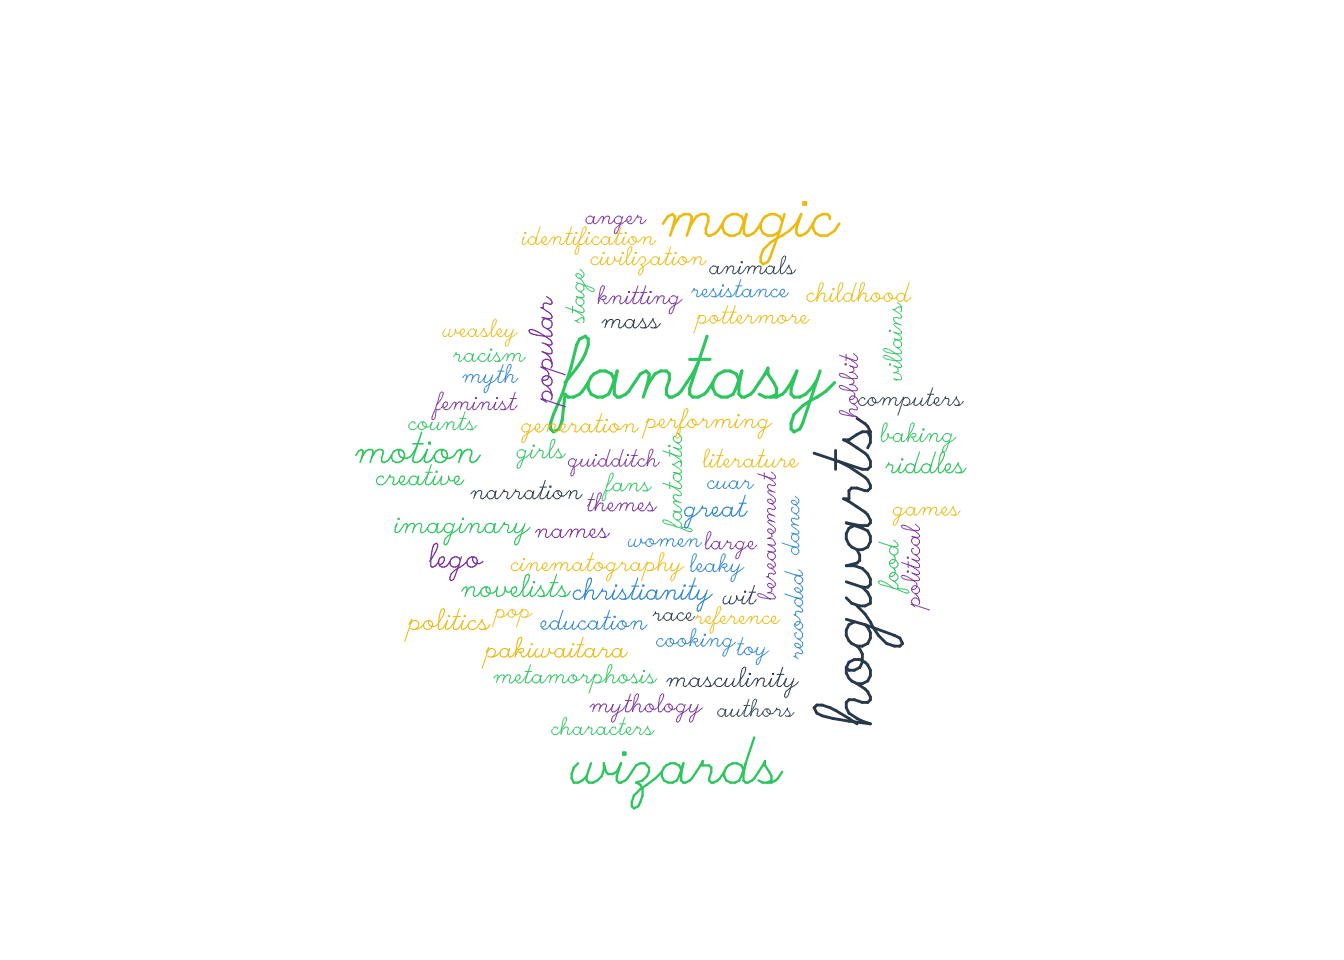 magic
anger
identification
civilization
animals
stage
knitting
resistance
childhood
mass
pottermore
popular
weasley
villains
racism
myth
fantasy
hobbit
feminist
computers
counts
generation
performing
hogwarts
baking
motion
girls
quidditch
fantastic
literature
riddles
creative
narration
fans
cuar
bereavement
themes
great
dance
games
imaginary
names
women
large
political
lego
cinematography
leaky
food
novelists
christianity
wit
recorded
politics
pop
education
race
reference
cooking
toy
pakiwaitara
metamorphosis
masculinity
mythology
authors
characters
wizards